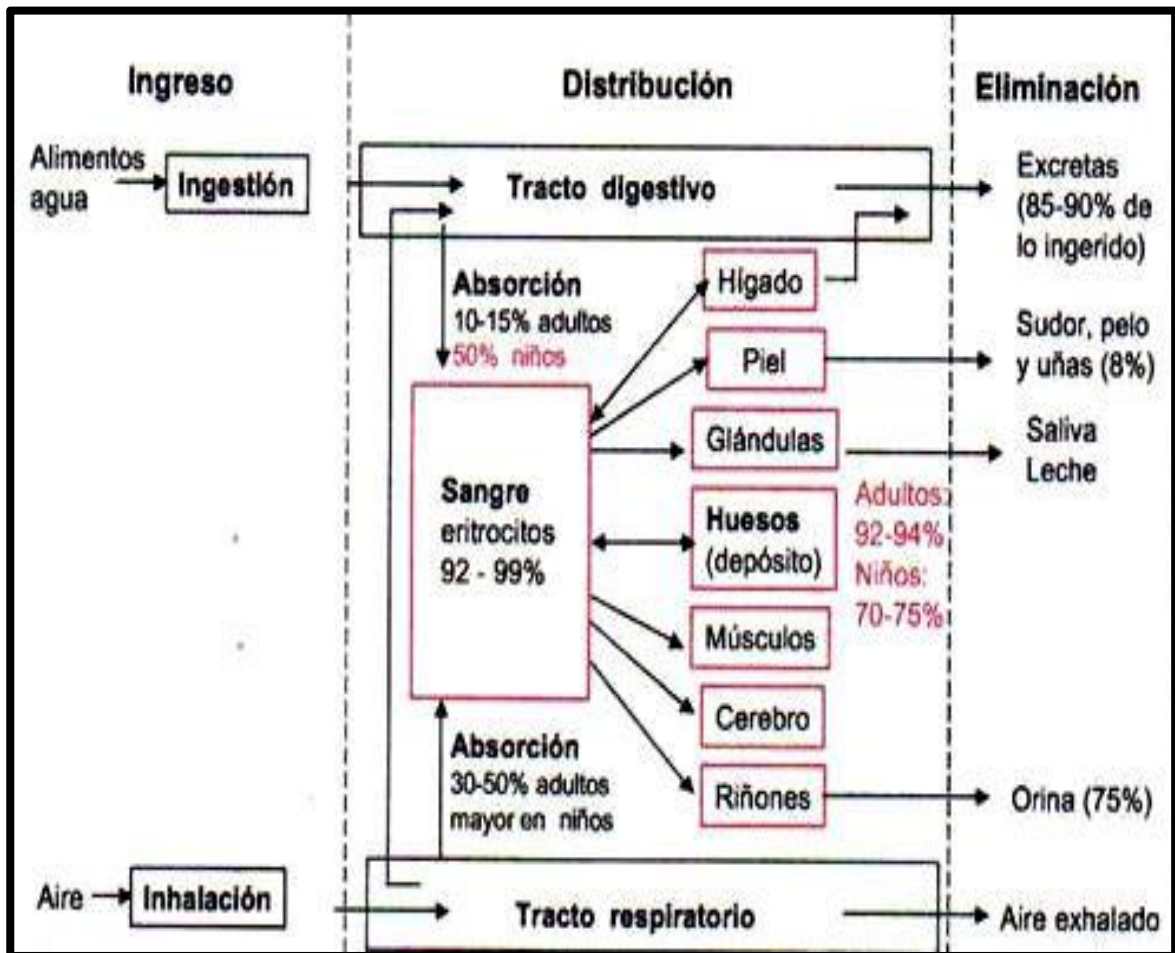 Ingreso
Distribución
Eliminación
Alimentos
agua
Ingestión
Tracto digestivo
Excretas
(85-90% de
lo ingerido)
Absorción
10-15% adultos
50% niños
Hígado
Piel
Sudor, pelo
y uñas (8%)
Glándulas
Saliva
Leche
Sangre
eritrocitos
92 - 99%
Huesos
(depósito)
Adultos:
92-94%
Niños:
70-75%
Músculos
Cerebro
Absorción
30-50% adultos
mayor en niños
Riñones
Orina (75%)
Aire
Inhalación
Tracto respiratorio
Aire exhalado